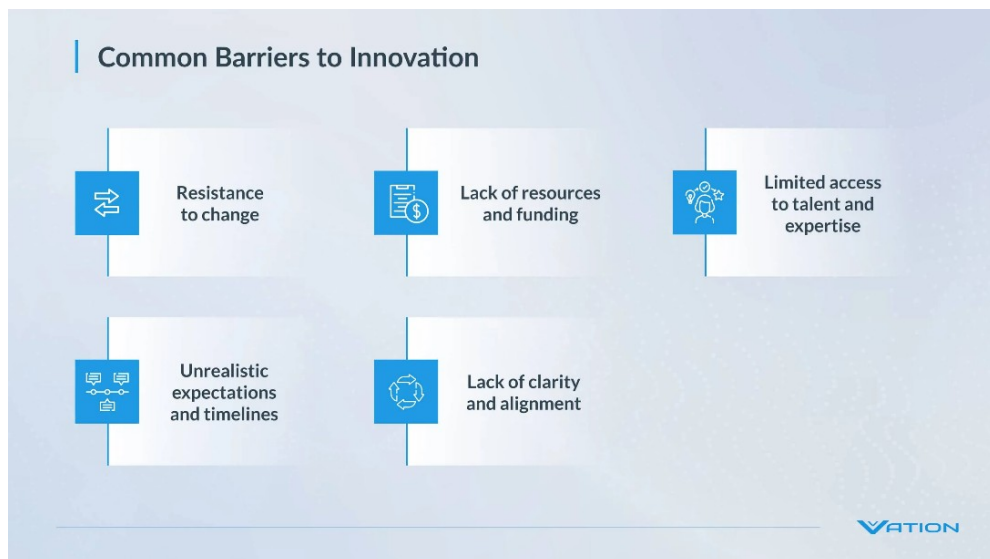 Common Barriers to Innovation
Resistance
to change
Lack of resources
and funding
Limited access
to talent and
expertise
Unrealistic
expectations
and timelines
Lack of clarity
and alignment
VATION